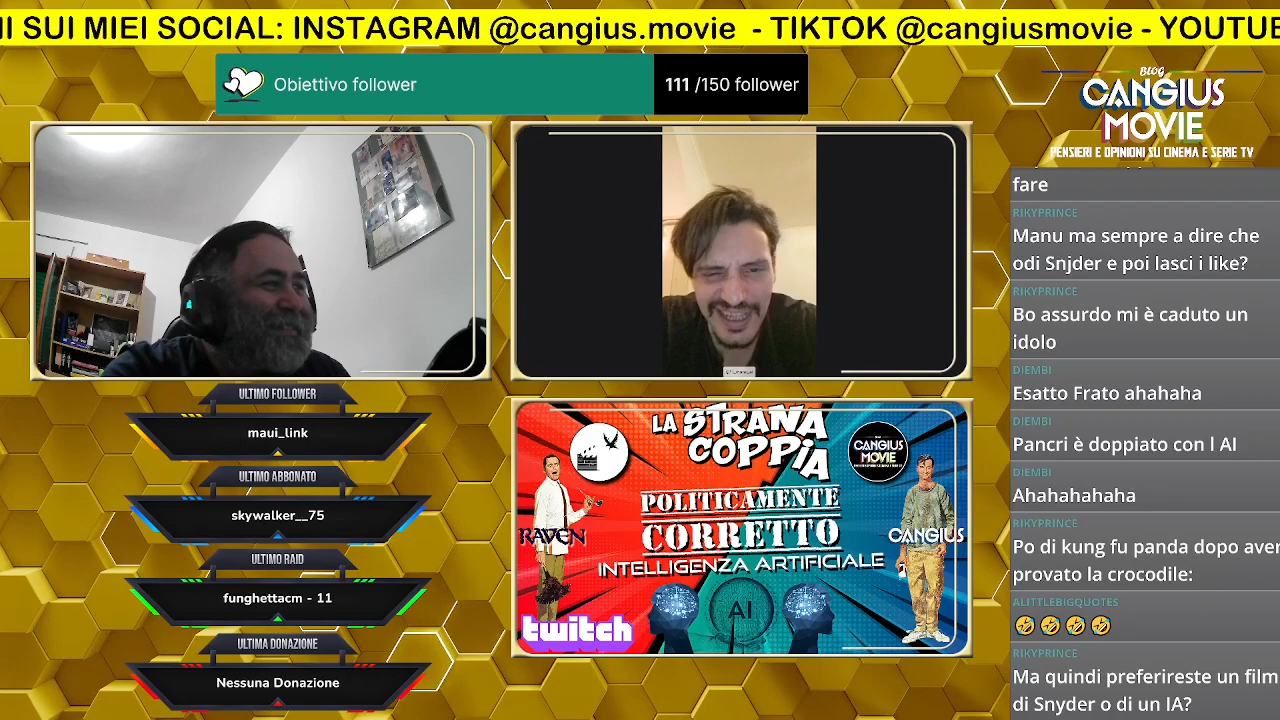 NI SUI MIEI SOCIAL: INSTAGRAM @cangius.movie - TIKTOK @cangiusmovie - YOUTUBE
Obiettivo follower
111 /150 follower
BLOG
CANGIUS
MOVIE
PENSIERI E OPINIONI SU CINEMA E SERIE TV
ULTIMO FOLLOWER
maui_link
ULTIMO ABBONATO
skywalker__75
ULTIMO RAID
funghettacm - 11
ULTIMA DONAZIONE
Nessuna Donazione
LA STRANA
COPPIA
CANGIUS
MOVIE
POLITICAMENTE
CORRETTO
INTELLIGENZA ARTIFICIALE
RAVEN
CANGIUS
AI
twitch
fare
RIKYPRINCE
Manu ma sempre a dire che
odi Snjder e poi lasci i like?
RIKYPRINCE
Bo assurdo mi è caduto un
idolo
DIEMBI
Esatto Frato ahahaha
DIEMBI
Pancri è doppiato con l AI
DIEMBI
Ahahahahaha
RIKYPRINCE
Po di kung fu panda dopo aver
provato la crocodile:
ALITTLEBIGQUOTES
RIKYPRINCE
Ma quindi preferireste un film
di Snyder o di un IA?